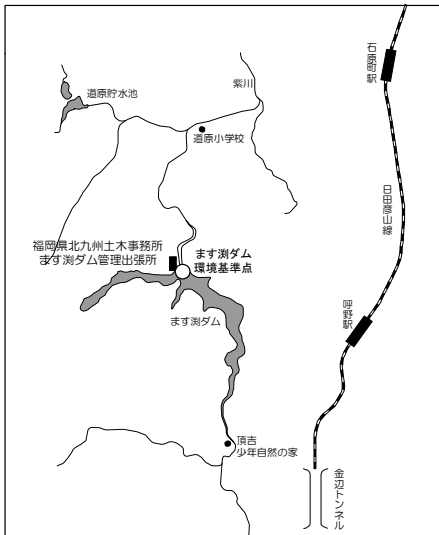 石原町駅
道原貯水池
紫川
道原小学校
日田彦山線
福岡県北九州土木事務所
ます渕ダム管理出張所
ます渕ダム
環境基準点
ます渕ダム
呼野駅
頂吉
少年自然の家
金辺トンネル